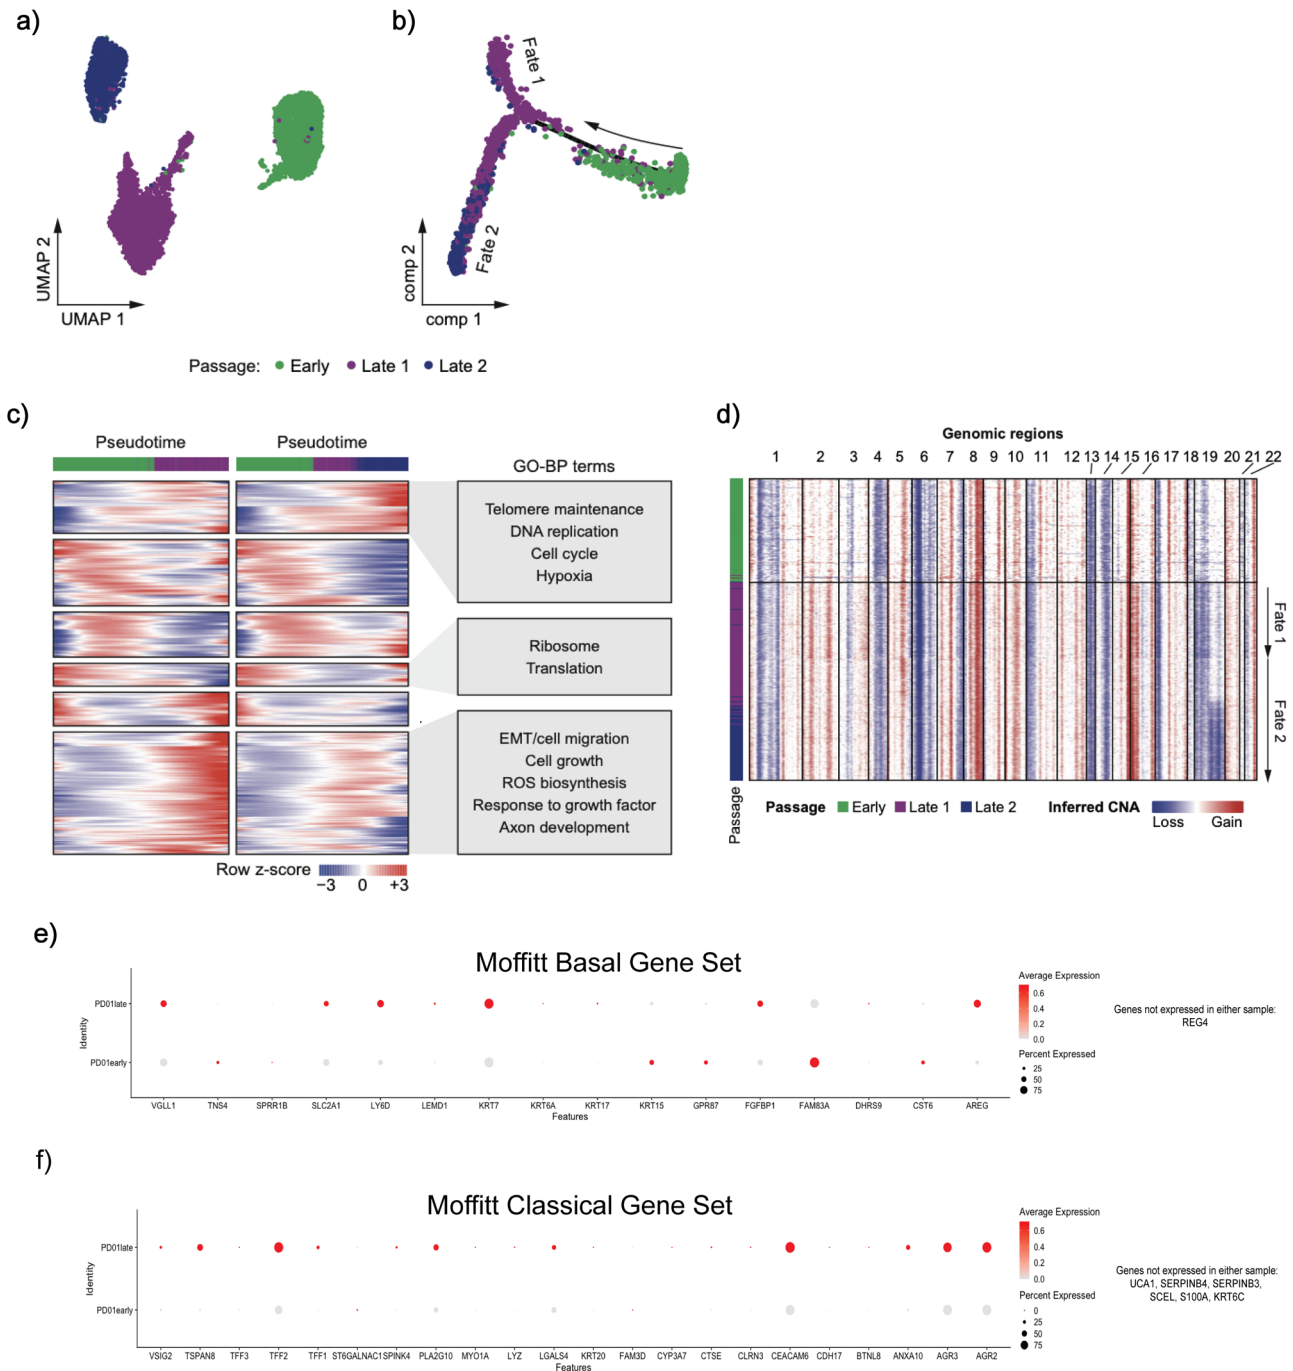 a)
b)
Fate 1
Fate 2
UMAP 2
UMAP 1
comp 2
comp 1
Passage: Early Late 1 Late 2
c)
Pseudotime Pseudotime
GO-BP terms
Telomere maintenance
DNA replication
Cell cycle
Hypoxia
Ribosome
Translation
EMT/cell migration
Cell growth
ROS biosynthesis
Response to growth factor
Axon development
Row z-score
−3 0 +3
d)
Genomic regions
1 2 3 4 5 6 7 8 9 10 11 12 13 14 15 16 17 18 19 20 21 22
Fate 1
Fate 2
Passage
Passage Early Late 1 Late 2 Inferred CNA
Loss Gain
e)
Moffitt Basal Gene Set
PD01late
PD01early
Identity
VGLL1 TNS4 SPRR1B SLC2A1 LY6D LEMD1 KRT7 KRT6A KRT17 KRT15 GPR87 FGFBP1 FAM83A DHRS9 CST6 AREG
Features
Average Expression
0.6
0.4
0.2
0.0
Percent Expressed
25
50
75
Genes not expressed in either sample:
REG4
f)
Moffitt Classical Gene Set
PD01late
PD01early
Identity
VSIG2 TSPAN8 TFF3 TFF2 TFF1 ST6GALNAC1 SPINK4 PLA2G10 MYO1A LYZ LGALS4 KRT20 FAM3D CYP3A7 CTSE CLRN3 CEACAM6 CDH17 BTNL8 ANXA10 AGR3 AGR2
Features
Average Expression
0.6
0.4
0.2
0.0
Percent Expressed
0
25
50
75
Genes not expressed in either sample:
UCA1, SERPINB4, SERPINB3,
SCEL, S100A, KRT6C